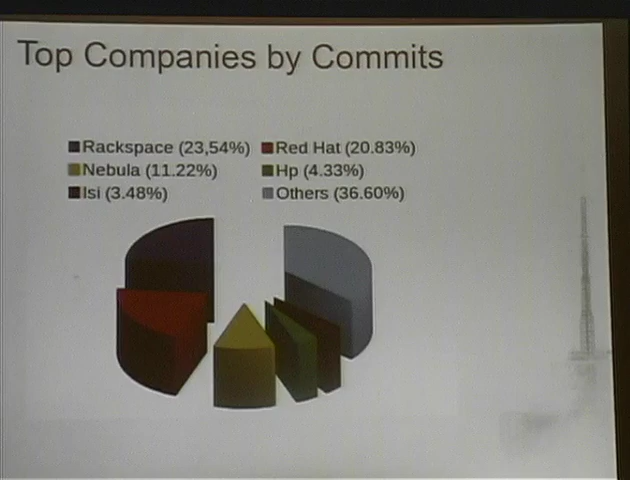 Top Companies by Commits
Rackspace (23,54%) Red Hat (20.83%)
Nebula (11.22%) Hp (4.33%)
Isi (3.48%) Others (36.60%)